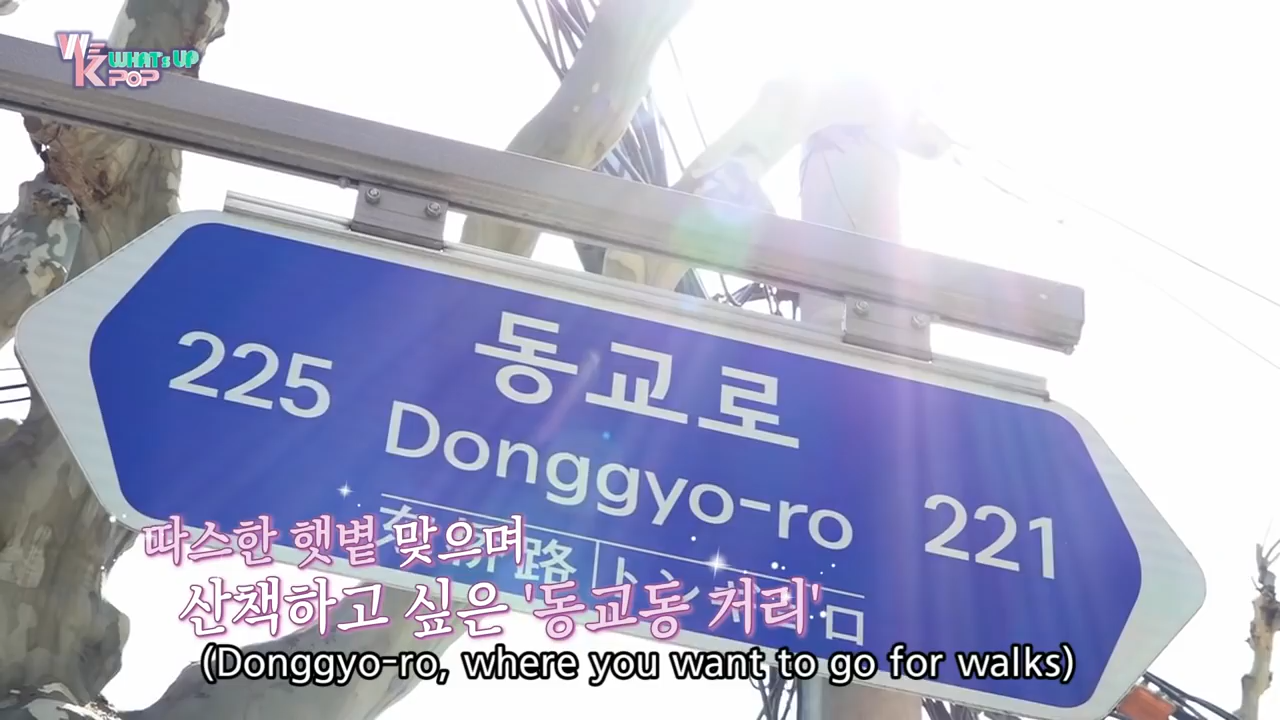 WE K WHAT's UP
POP
225
동교로
Donggyo-ro
221
路
따스한 햇볕 맞으며
산책하고 싶은 '동교동 거리'
(Donggyo-ro, where you want to go for walks)